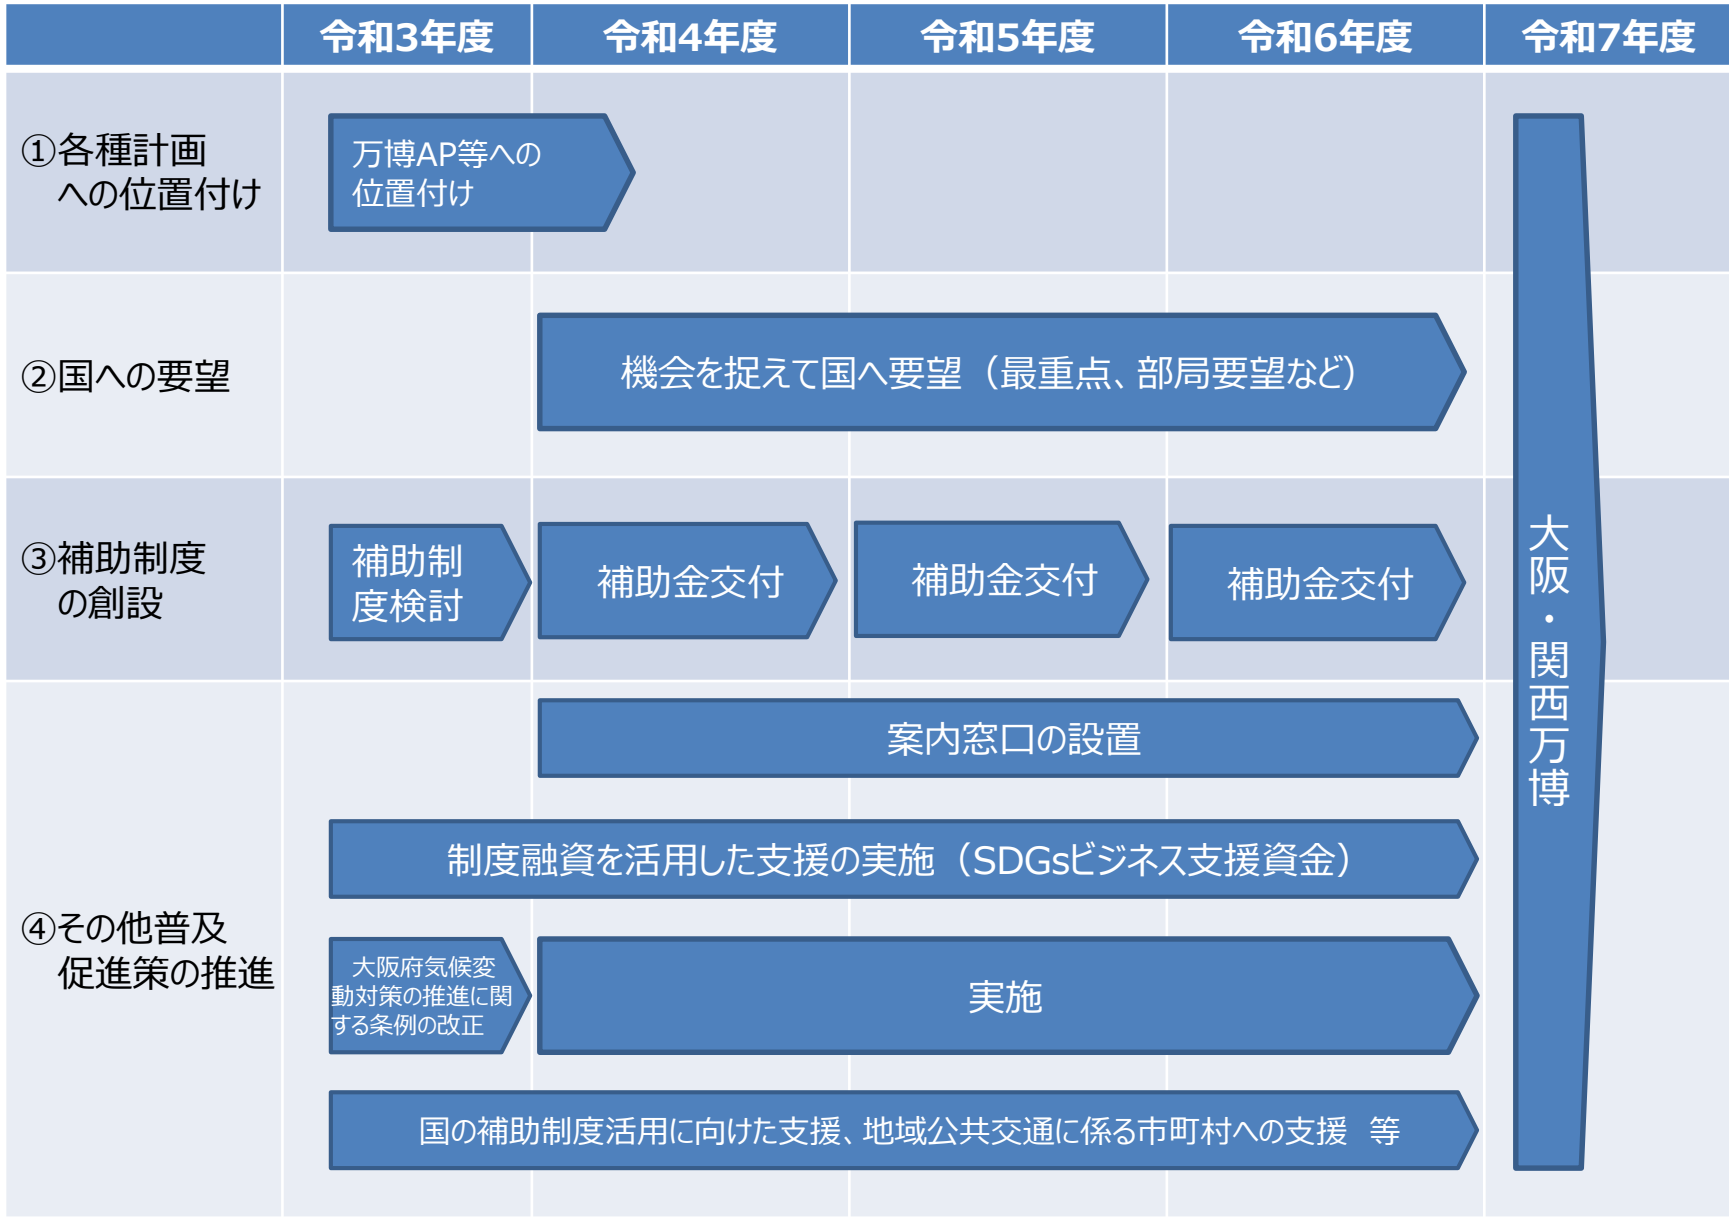 令和3年度 令和4年度 令和5年度 令和6年度 令和7年度
①各種計画
への位置付け
万博AP等への
位置付け
②国への要望
機会を捉えて国へ要望（最重点、部局要望など）
③補助制度
の創設
補助制
度検討
補助金交付
補助金交付
補助金交付
④その他普及
促進策の推進
案内窓口の設置
制度融資を活用した支援の実施（SDGsビジネス支援資金）
大阪府気候変
動対策の推進に関
する条例の改正
実施
国の補助制度活用に向けた支援、地域公共交通に係る市町村への支援　等
大阪・関西万博